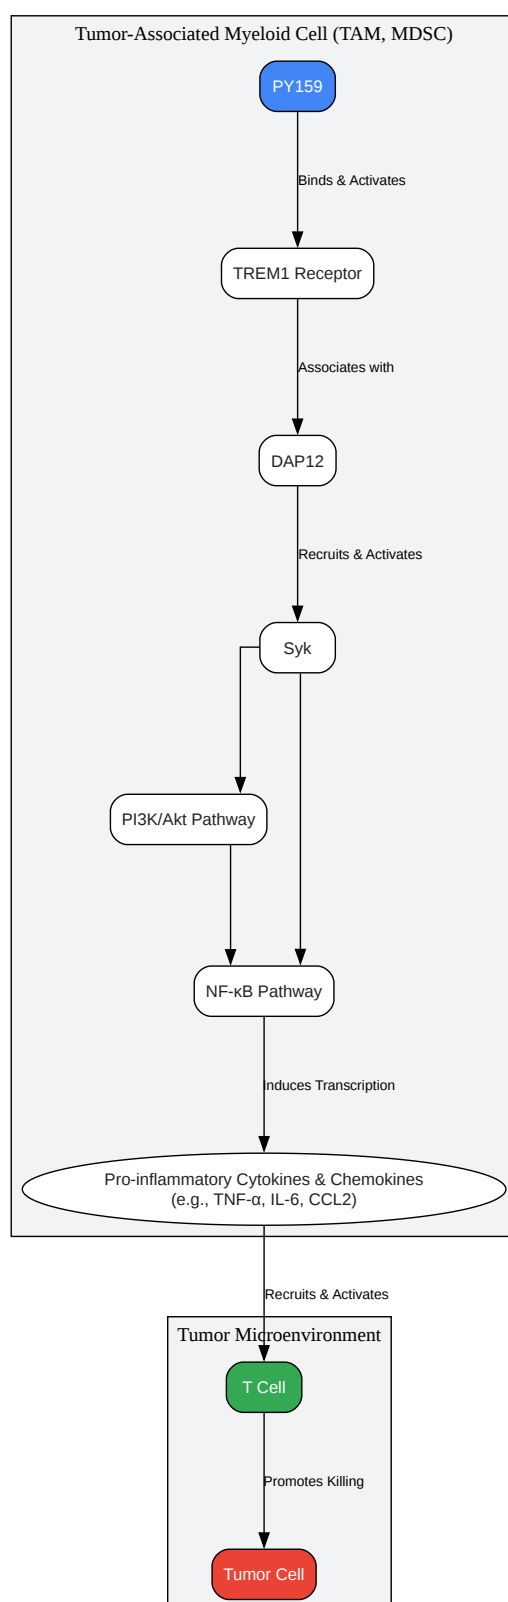 Tumor-Associated Myeloid Cell (TAM, MDSC)
PY159
Binds & Activates
TREM1 Receptor
Associates with
DAP12
Recruits & Activates
Syk
PI3K/Akt Pathway
NF-κB Pathway
Induces Transcription
Pro-inflammatory Cytokines & Chemokines
(e.g., TNF-α, IL-6, CCL2)
Recruits & Activates
Tumor Microenvironment
T Cell
Promotes Killing
Tumor Cell